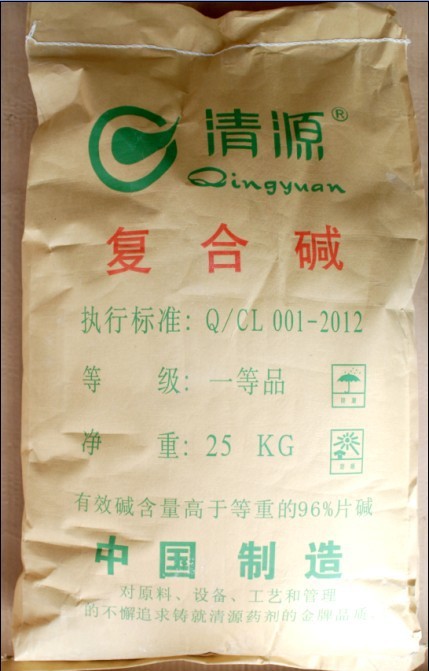 清源®
Qingyuan
复合碱
执行标准: Q/CL 001-2012
等 级: 一等品
净 重: 25 KG
有效碱含量高于等重的96%片碱
中国制造
对原料、设备、工艺和管理
的不懈追求铸就清源药剂的金牌品质。